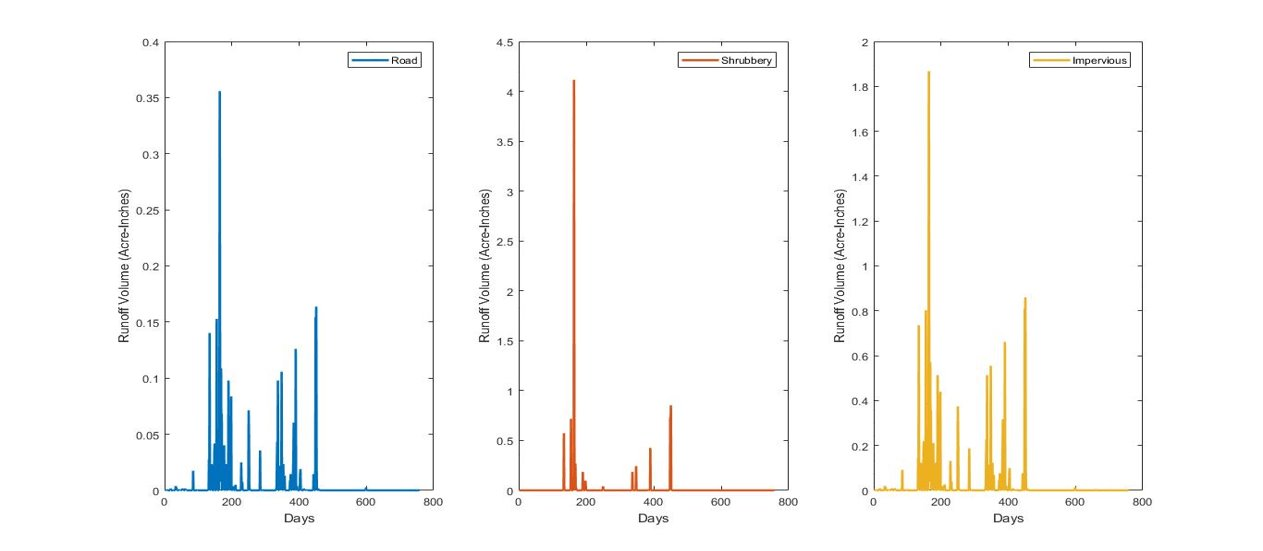 Road
Runoff Volume (Acre-Inches)
0.4
0.35
0.3
0.25
0.2
0.15
0.1
0.05
0
0 200 400 600 800
Days
Shrubbery
Runoff Volume (Acre-Inches)
4.5
4
3.5
3
2.5
2
1.5
1
0.5
0
0 200 400 600 800
Days
Impervious
Runoff Volume (Acre-Inches)
2
1.8
1.6
1.4
1.2
1
0.8
0.6
0.4
0.2
0
0 200 400 600 800
Days